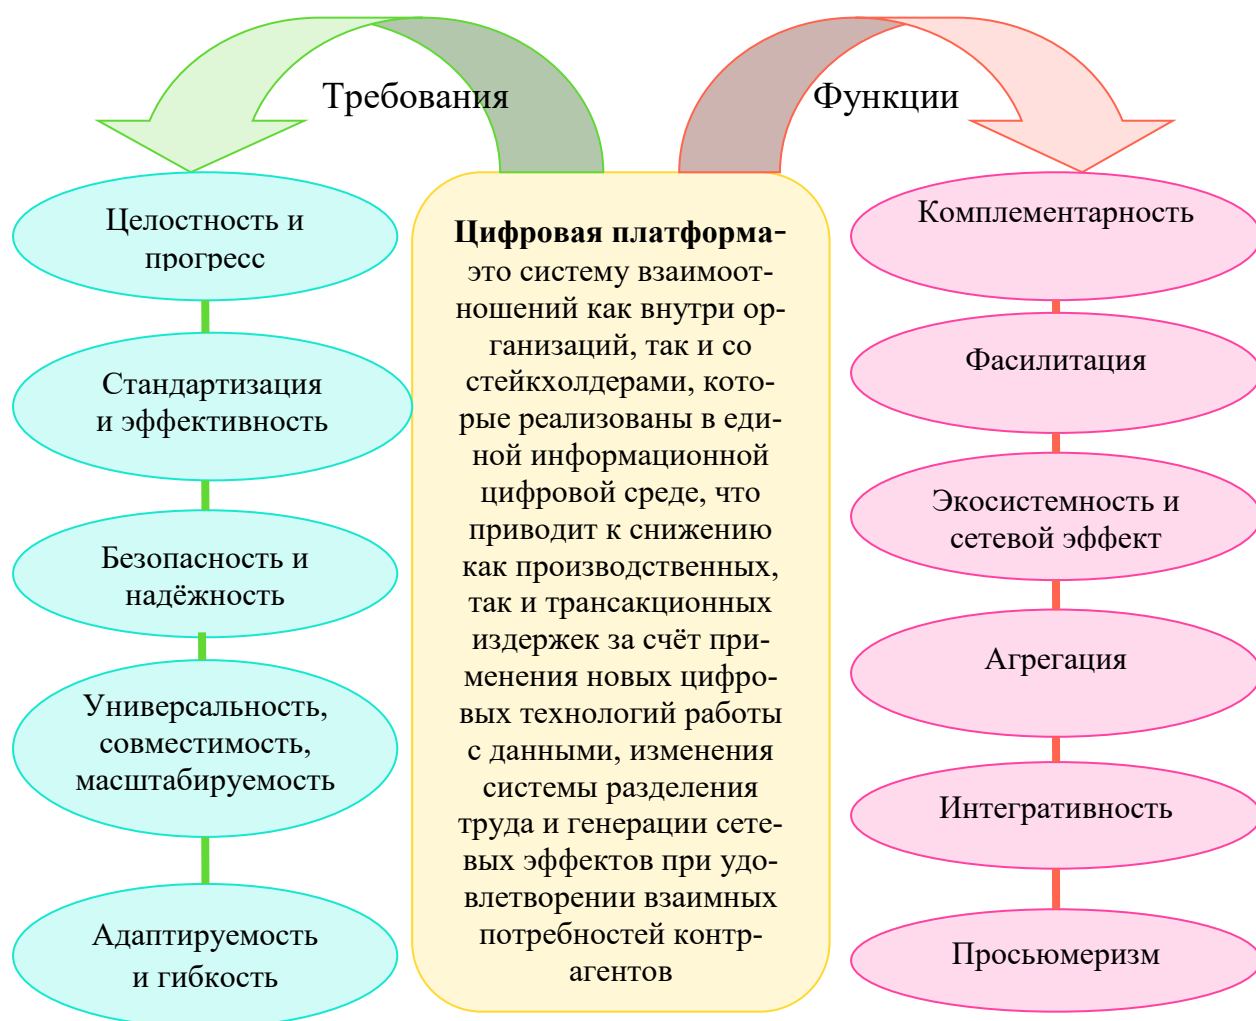 Требования
Функции
Целостность и
прогресс
Стандартизация
и эффективность
Безопасность и
надёжность
Универсальность,
совместимость,
масштабируемость
Адаптируемость
и гибкость
Цифровая платформа-
это систему взаимоот-
ношений как внутри ор-
ганизаций, так и со
стейкхолдерами, кото-
рые реализованы в еди-
ной информационной
цифровой среде, что
приводит к снижению
как производственных,
так и трансакционных
издержек за счёт при-
менения новых цифро-
вых технологий работы
с данными, изменения
системы разделения
труда и генерации сете-
вых эффектов при удо-
влетворении взаимных
потребностей контр-
агентов
Комплементарность
Фасилитация
Экосистемность и
сетевой эффект
Агрегация
Интегративность
Просьюмеризм